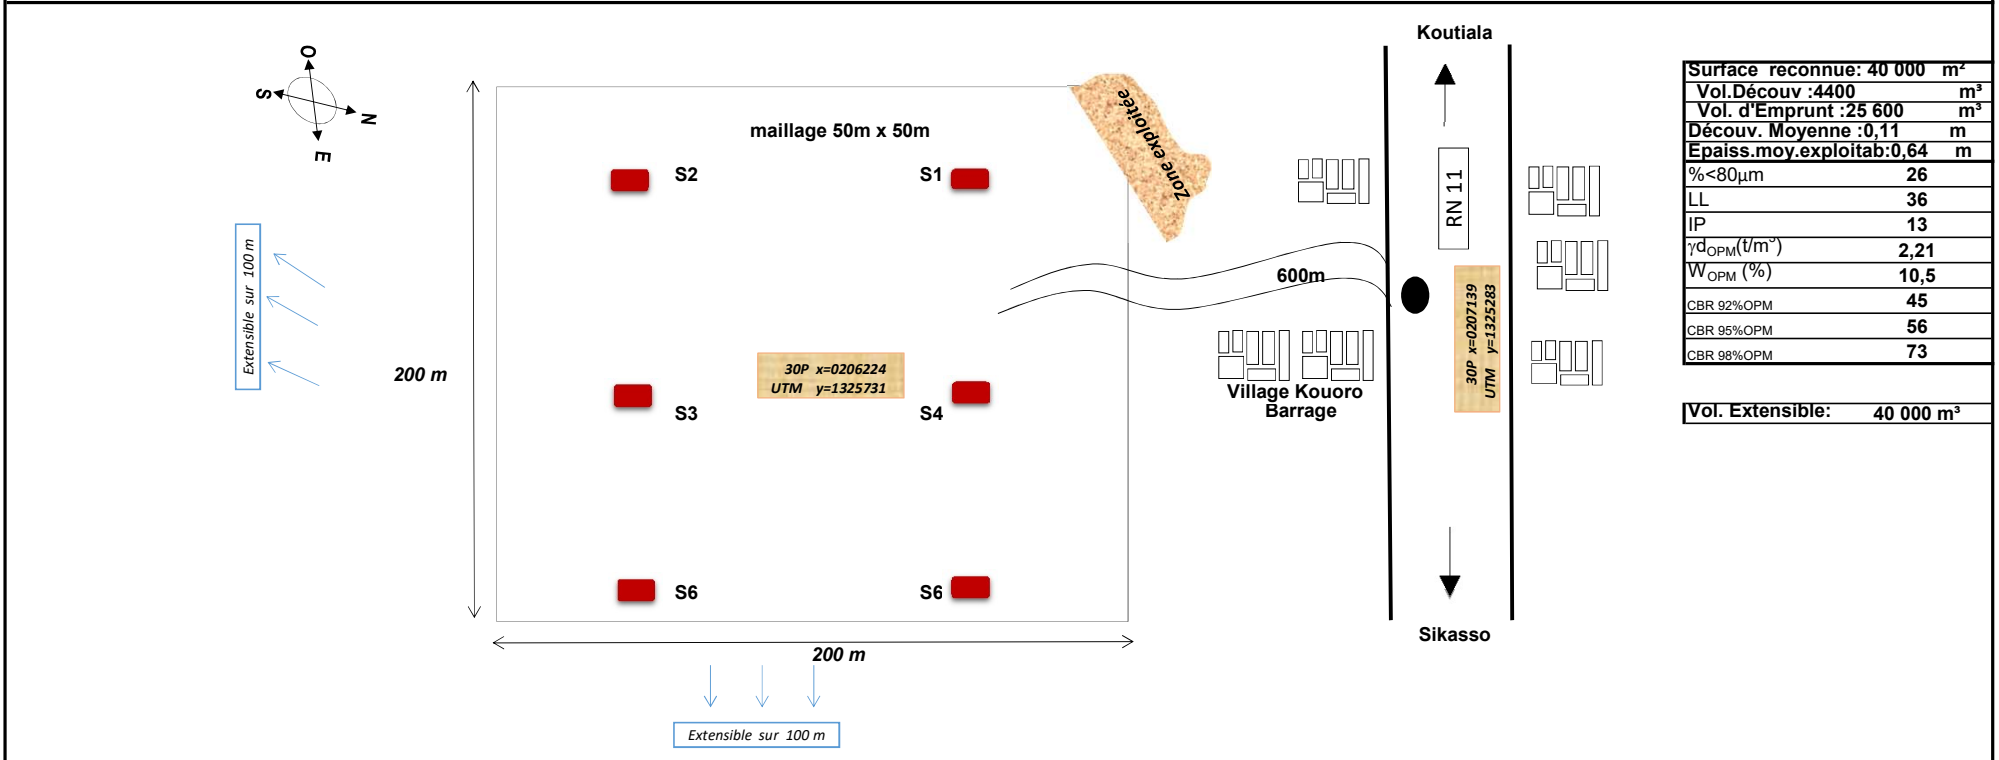 Koutiala
O
S
N
E
maillage 50m x 50m
Zone exploitée
S2
S1
RN 11
Extensible sur 100 m
600m
200 m
30P x=0206224
UTM y=1325731
30P x=0207139
UTM y=1325283
S3
S4
Village Kouoro
Barrage
S6
S6
Sikasso
200 m
Extensible sur 100 m
Surface reconnue: 40 000 m²
Vol.Découv :4400 m³
Vol. d'Emprunt :25 600 m³
Découv. Moyenne :0,11 m
Epaiss.moy.exploitab:0,64 m
%<80µm 26
LL 36
IP 13
γdOPM(t/m³) 2,21
WOPM (%) 10,5
CBR 92%OPM 45
CBR 95%OPM 56
CBR 98%OPM 73
Vol. Extensible: 40 000 m³